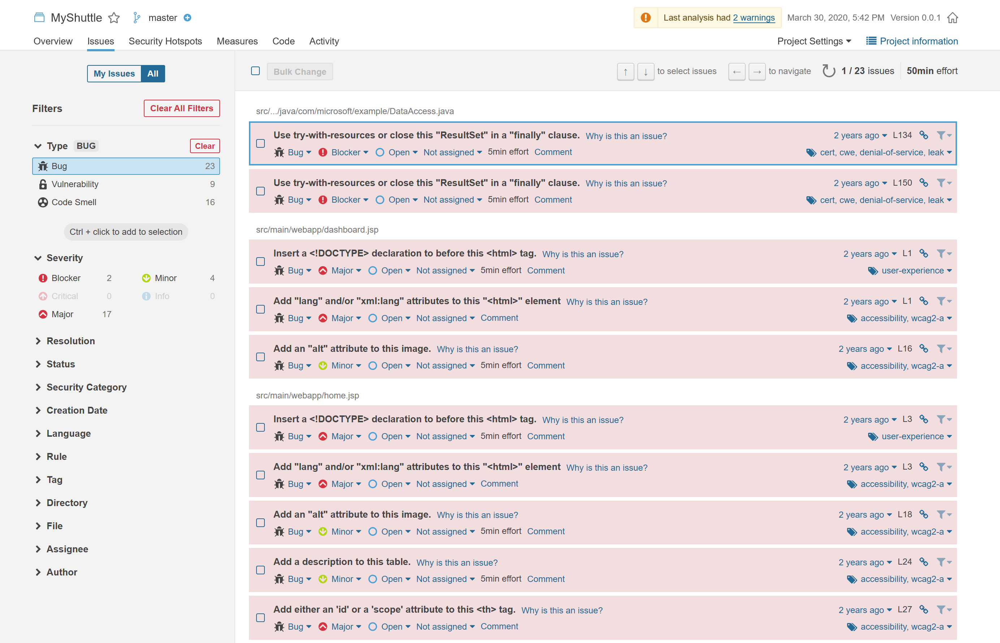 MyShuttle master
Last analysis had 2 warnings March 30, 2020, 5:42 PM Version 0.0.1
Overview Issues Security Hotspots Measures Code Activity
Project Settings Project information
My Issues All
Bulk Change ↑ ↓ to select issues ← → to navigate 1 / 23 issues 50min effort
Filters Clear All Filters
Type BUG Clear
Bug 23
Vulnerability 9
Code Smell 16
Ctrl + click to add to selection
Severity
Blocker 2 Minor 4
Critical 0 Info 0
Major 17
Resolution
Status
Security Category
Creation Date
Language
Rule
Tag
Directory
File
Assignee
Author
src/.../java/com/microsoft/example/DataAccess.java
Use try-with-resources or close this "ResultSet" in a "finally" clause. Why is this an issue? 2 years ago L134
Bug Blocker Open Not assigned 5min effort Comment cert, cwe, denial-of-service, leak
Use try-with-resources or close this "ResultSet" in a "finally" clause. Why is this an issue? 2 years ago L150
Bug Blocker Open Not assigned 5min effort Comment cert, cwe, denial-of-service, leak
src/main/webapp/dashboard.jsp
Insert a <!DOCTYPE> declaration to before this <html> tag. Why is this an issue? 2 years ago L1
Bug Major Open Not assigned 5min effort Comment user-experience
Add "lang" and/or "xml:lang" attributes to this "<html>" element Why is this an issue? 2 years ago L1
Bug Major Open Not assigned Comment accessibility, wcag2-a
Add an "alt" attribute to this image. Why is this an issue? 2 years ago L16
Bug Minor Open Not assigned 5min effort Comment accessibility, wcag2-a
src/main/webapp/home.jsp
Insert a <!DOCTYPE> declaration to before this <html> tag. Why is this an issue? 2 years ago L3
Bug Major Open Not assigned 5min effort Comment user-experience
Add "lang" and/or "xml:lang" attributes to this "<html>" element Why is this an issue? 2 years ago L3
Bug Major Open Not assigned Comment accessibility, wcag2-a
Add an "alt" attribute to this image. Why is this an issue? 2 years ago L18
Bug Minor Open Not assigned 5min effort Comment accessibility, wcag2-a
Add a description to this table. Why is this an issue? 2 years ago L24
Bug Minor Open Not assigned 5min effort Comment accessibility, wcag2-a
Add either an 'id' or a 'scope' attribute to this <th> tag. Why is this an issue? 2 years ago L27
Bug Major Open Not assigned Comment accessibility, wcag2-a